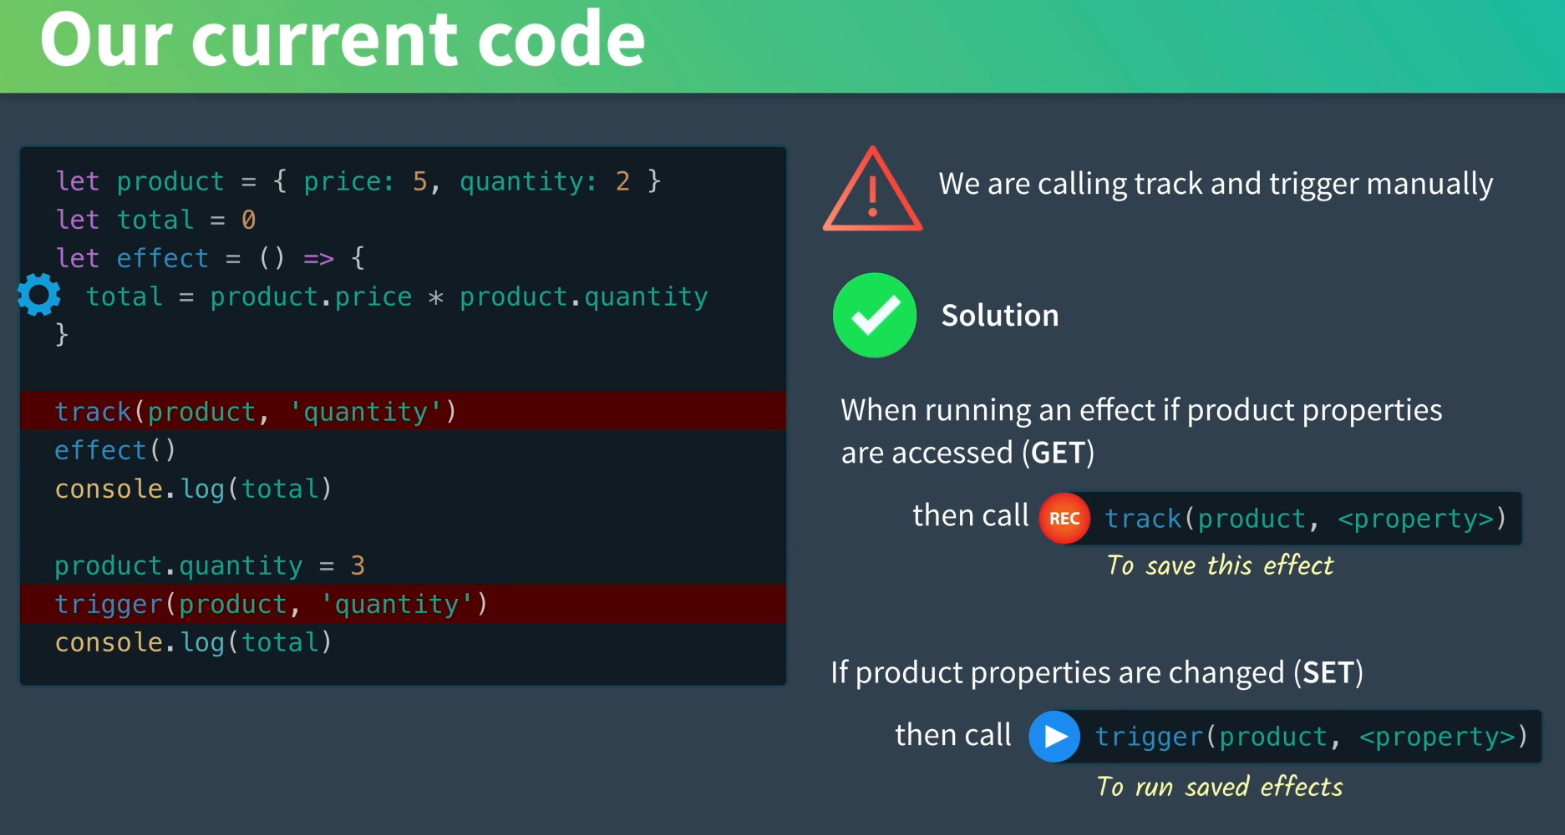 Our current code
let product = { price: 5, quantity: 2 }
let total = 0
let effect = () => {
total = product.price * product.quantity
}
track(product, 'quantity')
effect()
console.log(total)
product.quantity = 3
trigger(product, 'quantity')
console.log(total)
We are calling track and trigger manually
Solution
When running an effect if product properties
are accessed (GET)
then call REC track(product, <property>)
To save this effect
If product properties are changed (SET)
then call trigger(product, <property>)
To run saved effects